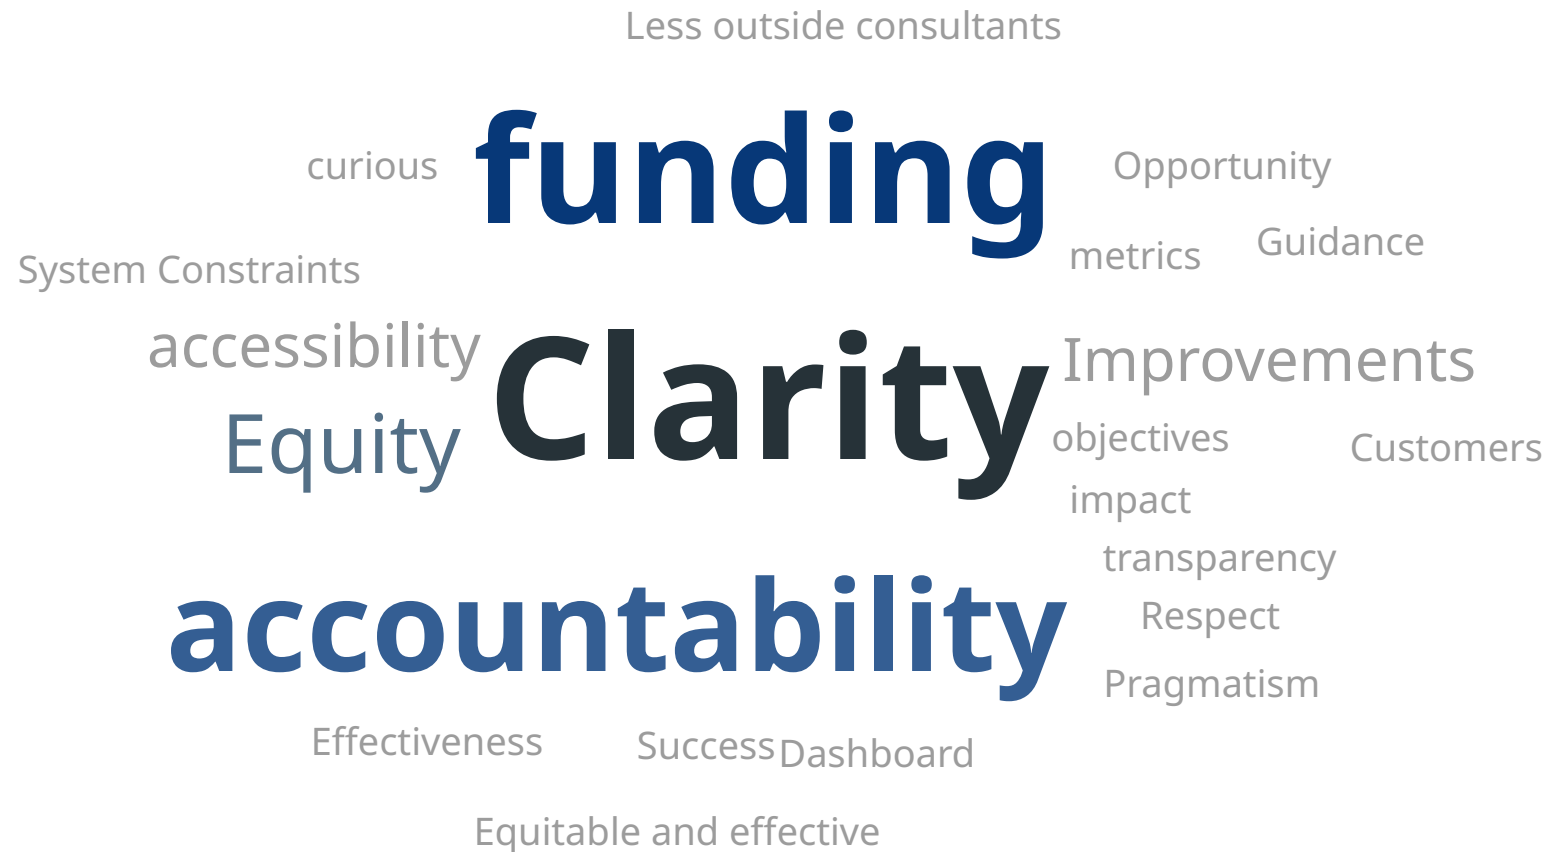 Less outside consultants
funding
curious
Opportunity
Guidance
metrics
System Constraints
accessibility
Clarity
Improvements
Equity
objectives
Customers
impact
transparency
accountability
Respect
Pragmatism
Effectiveness
Success
Dashboard
Equitable and effective